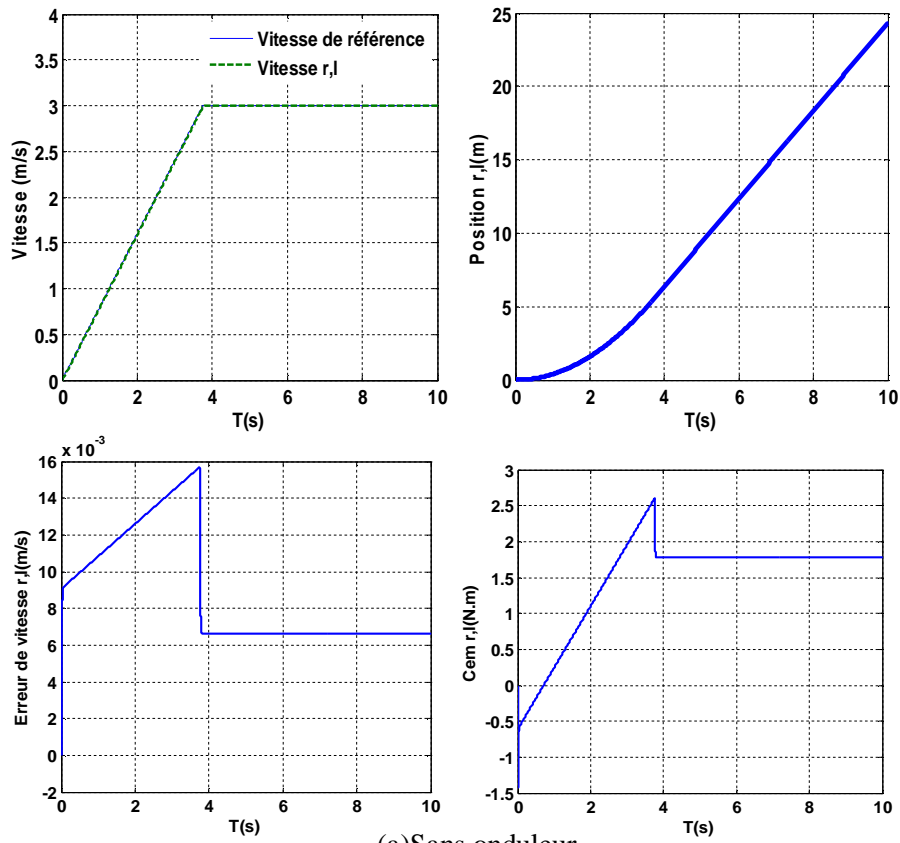 4
3.5
3
2.5
2
1.5
1
0.5
0
0 2 4 6 8 10
Vitesse (m/s)
T(s)
Vitesse de référence
Vitesse r,l
25
20
15
10
5
0
0 2 4 6 8 10
Position r,l(m)
T(s)
x 10^-3
16
14
12
10
8
6
4
2
0
-2
0 2 4 6 8 10
Erreur de vitesse r,l(m/s)
T(s)
3
2.5
2
1.5
1
0.5
0
-0.5
-1
-1.5
0 2 4 6 8 10
Cem r,l(N.m)
T(s)
(a)Sans onduleur